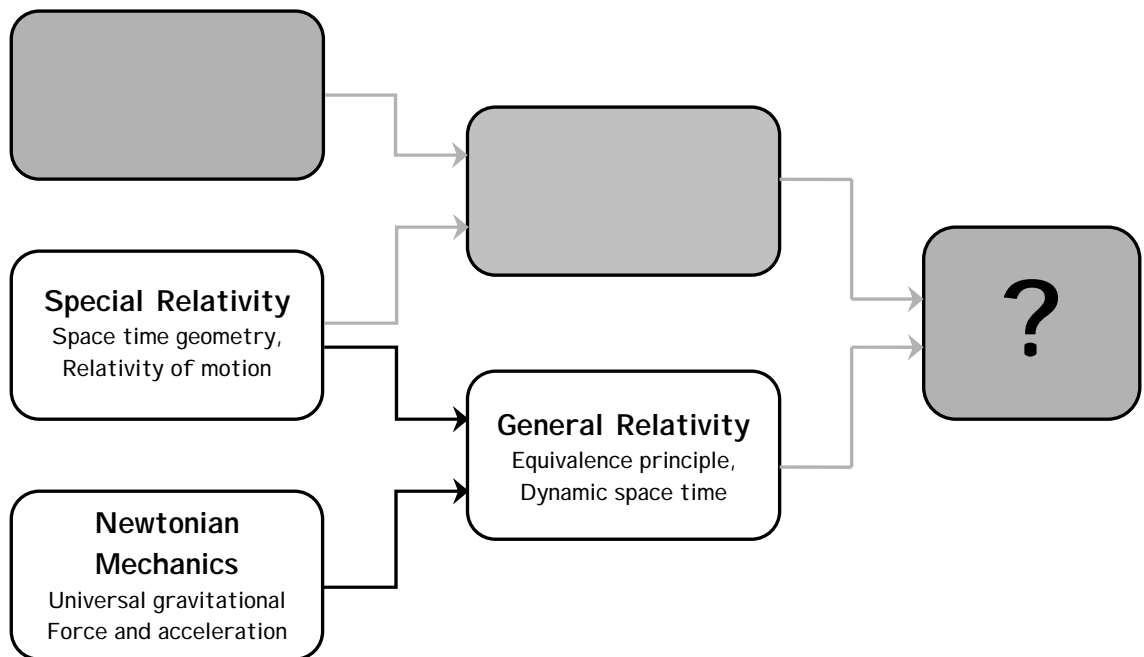 Special Relativity
Space time geometry,
Relativity of motion
?
General Relativity
Equivalence principle,
Dynamic space time
Newtonian
Mechanics
Universal gravitational
Force and acceleration